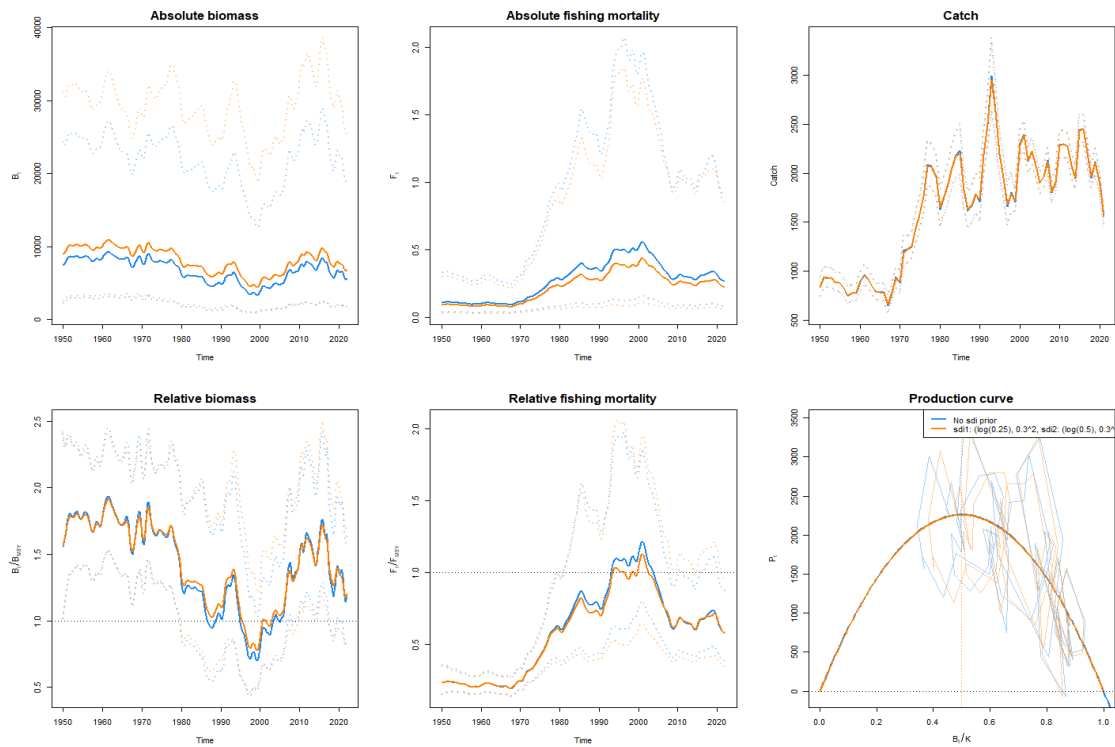 Absolute biomass
Absolute fishing mortality
Catch
40000
30000
20000
10000
0
Bₜ
1950 1960 1970 1980 1990 2000 2010 2020
Time
2.0
1.5
1.0
0.5
0.0
Fₜ
1950 1960 1970 1980 1990 2000 2010 2020
Time
3000
2500
2000
1500
1000
500
Catch
1950 1960 1970 1980 1990 2000 2010 2020
Time
Relative biomass
Relative fishing mortality
Production curve
2.5
2.0
1.5
1.0
0.5
Bₜ/B_MSY
1950 1960 1970 1980 1990 2000 2010 2020
Time
2.0
1.5
1.0
0.5
Fₜ/F_MSY
1950 1960 1970 1980 1990 2000 2010 2020
Time
No sdi prior
sdi1: (log(0.25), 0.3^2, sdi2: (log(0.5), 0.3^
3500
3000
2500
2000
1500
1000
500
0
Pₜ
0.0 0.2 0.4 0.6 0.8 1.0
Bₜ/K